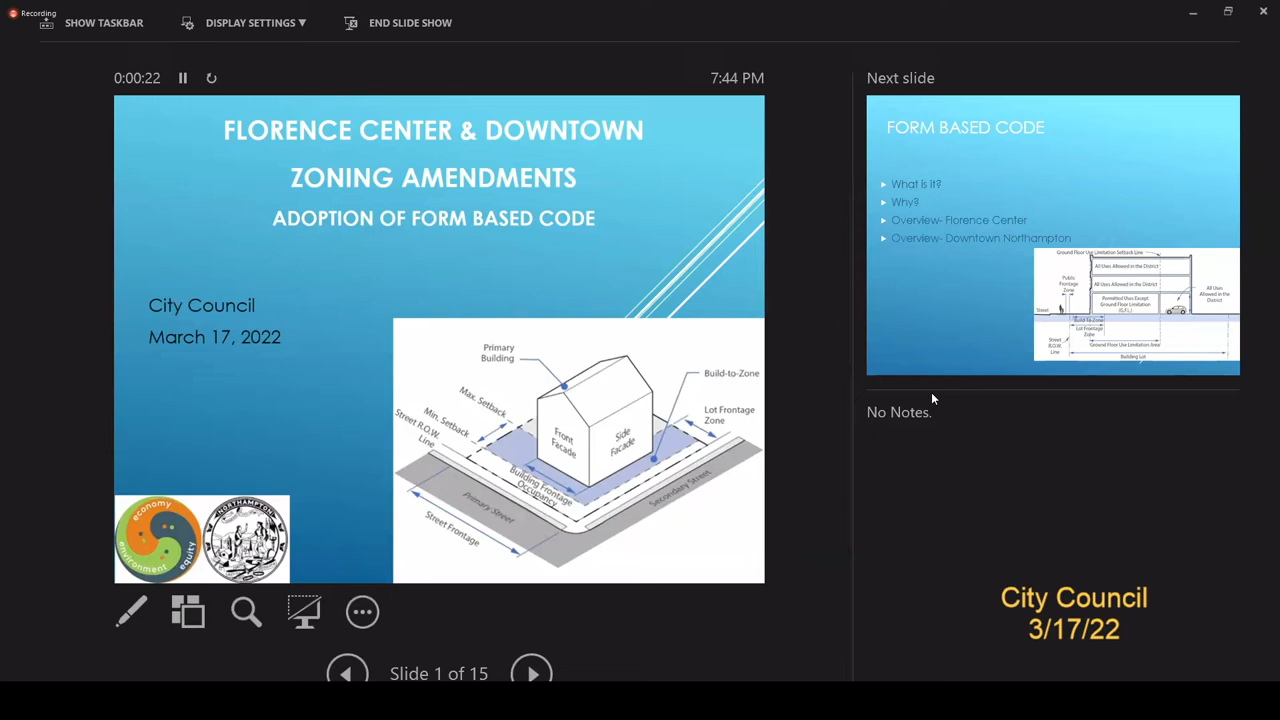 Recording
SHOW TASKBAR
DISPLAY SETTINGS ▼
END SLIDE SHOW
0:00:22
7:44 PM
FLORENCE CENTER & DOWNTOWN
ZONING AMENDMENTS
ADOPTION OF FORM BASED CODE
City Council
March 17, 2022
Primary
Building
Build-to-Zone
Max. Setback
Min. Setback
Street R.O.W.
Line
Lot Frontage
Zone
Front
Facade
Side
Facade
Building Frontage
Occupancy
Primary Street
Secondary Street
Street Frontage
economy
environment
equity
NORTHAMPTON
Slide 1 of 15
Next slide
FORM BASED CODE
What is it?
Why?
Overview- Florence Center
Overview- Downtown Northampton
Ground Floor Use Limitation Setback Line
All Uses Allowed in the District
All Uses Allowed in the District
Public
Frontage
Zone
Permitted Uses Except
Ground Floor Limitation
(G.F.L)
All Uses
Allowed in the
District
Street
Build-to-Zone
Lot Frontage
Zone
Street
R.O.W.
Line
Ground Floor Use Limitation Area
Building Lot
No Notes.
City Council
3/17/22